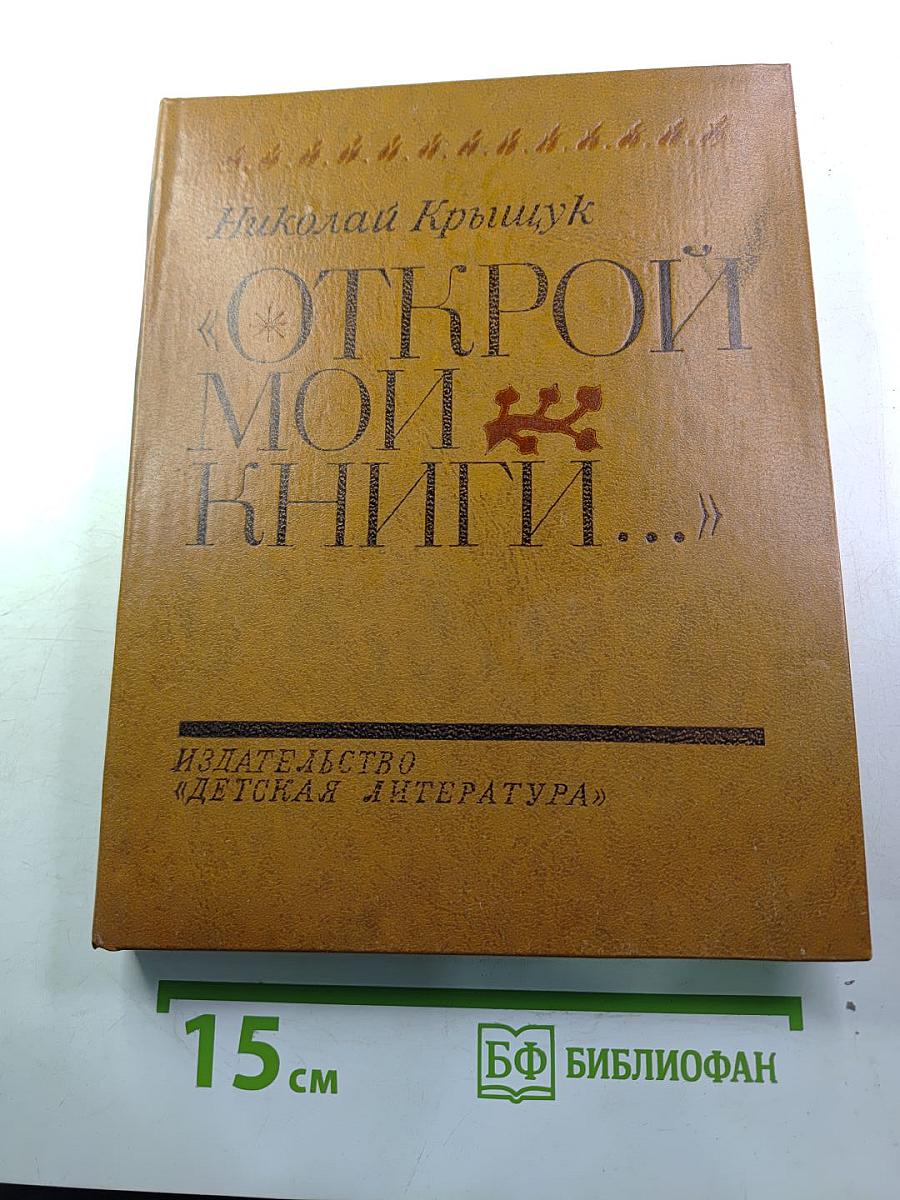 Николай Крыщук
«ОТКРОЙ
МОИ
КНИГИ...»
ИЗДАТЕЛЬСТВО
«ДЕТСКАЯ ЛИТЕРАТУРА»
15 см
БФ БИБЛИОФАН